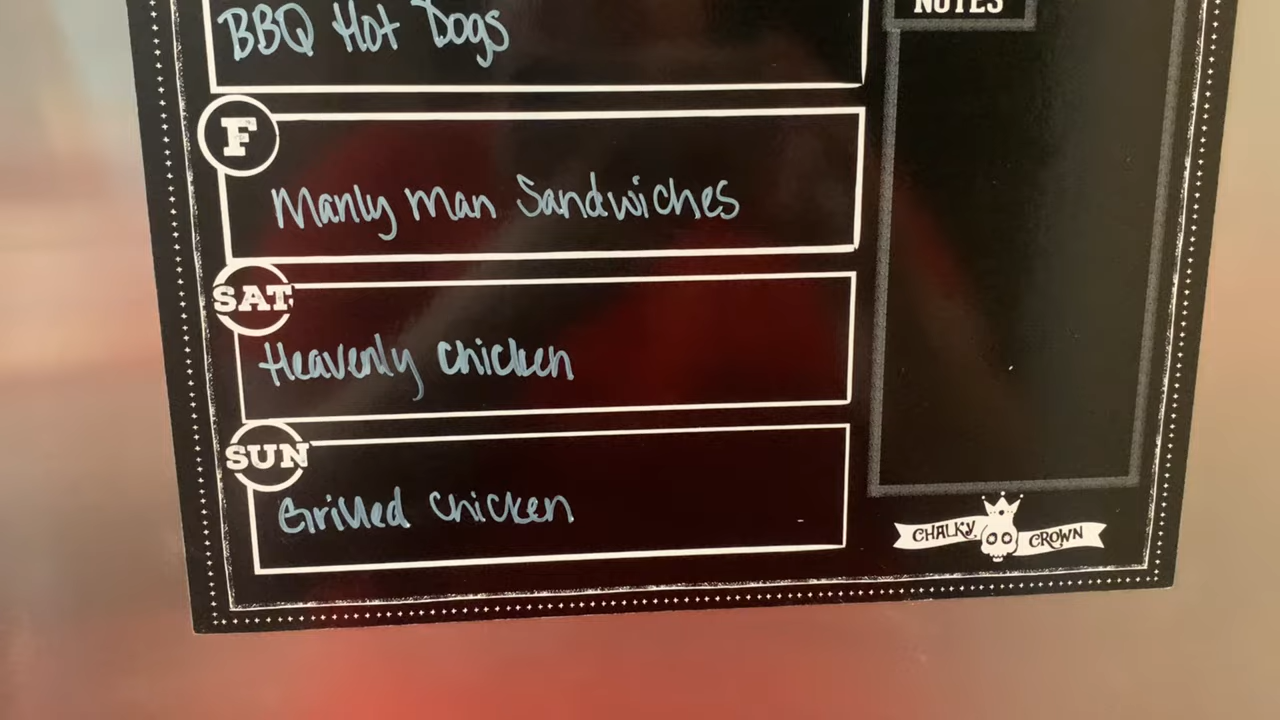 BBQ Hot Dogs
NOTES
F
Manly Man Sandwiches
SAT
Heavenly Chicken
SUN
Grilled Chicken
CHALKY CROWN